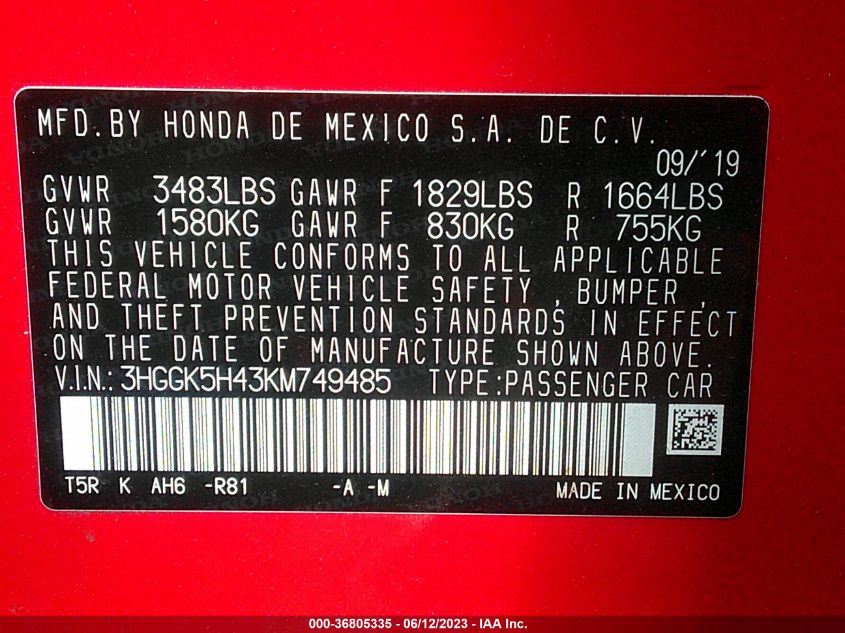 MFD.BY HONDA DE MEXICO S.A. DE C.V.
09/'19
GVWR 3483LBS GAWR F 1829LBS R 1664LBS
GVWR 1580KG GAWR F 830KG R 755KG
THIS VEHICLE CONFORMS TO ALL APPLICABLE
FEDERAL MOTOR VEHICLE SAFETY , BUMPER ,
AND THEFT PREVENTION STANDARDS IN EFFECT
ON THE DATE OF MANUFACTURE SHOWN ABOVE.
V.I.N.: 3HGGK5H43KM749485 TYPE:PASSENGER CAR
T5R K AH6 -R81 -A -M MADE IN MEXICO
000-36805335 - 06/12/2023 - IAA Inc.